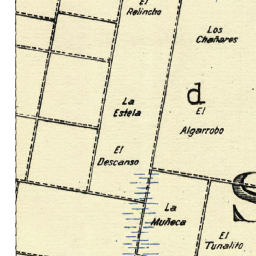 El
Relincho
Los
Chañares
d
La
Estela
El
Algarrobo
El
Descanso
La
Muñeca
El
Tunalito